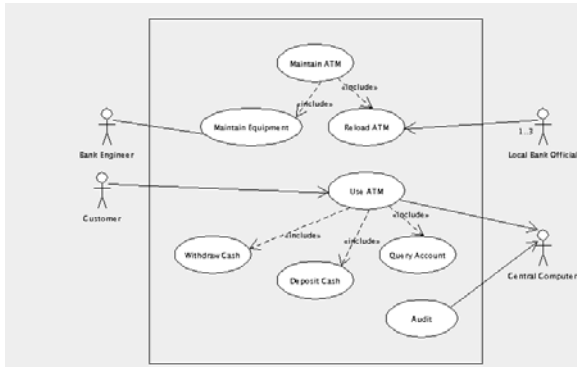 Maintain ATM
«include»
«include»
Maintain Equipment
Reload ATM
1..3
Bank Engineer
Local Bank Official
Use ATM
Customer
«include»
«include»
«include»
Withdraw Cash
Query Account
Deposit Cash
Central Computer
Audit